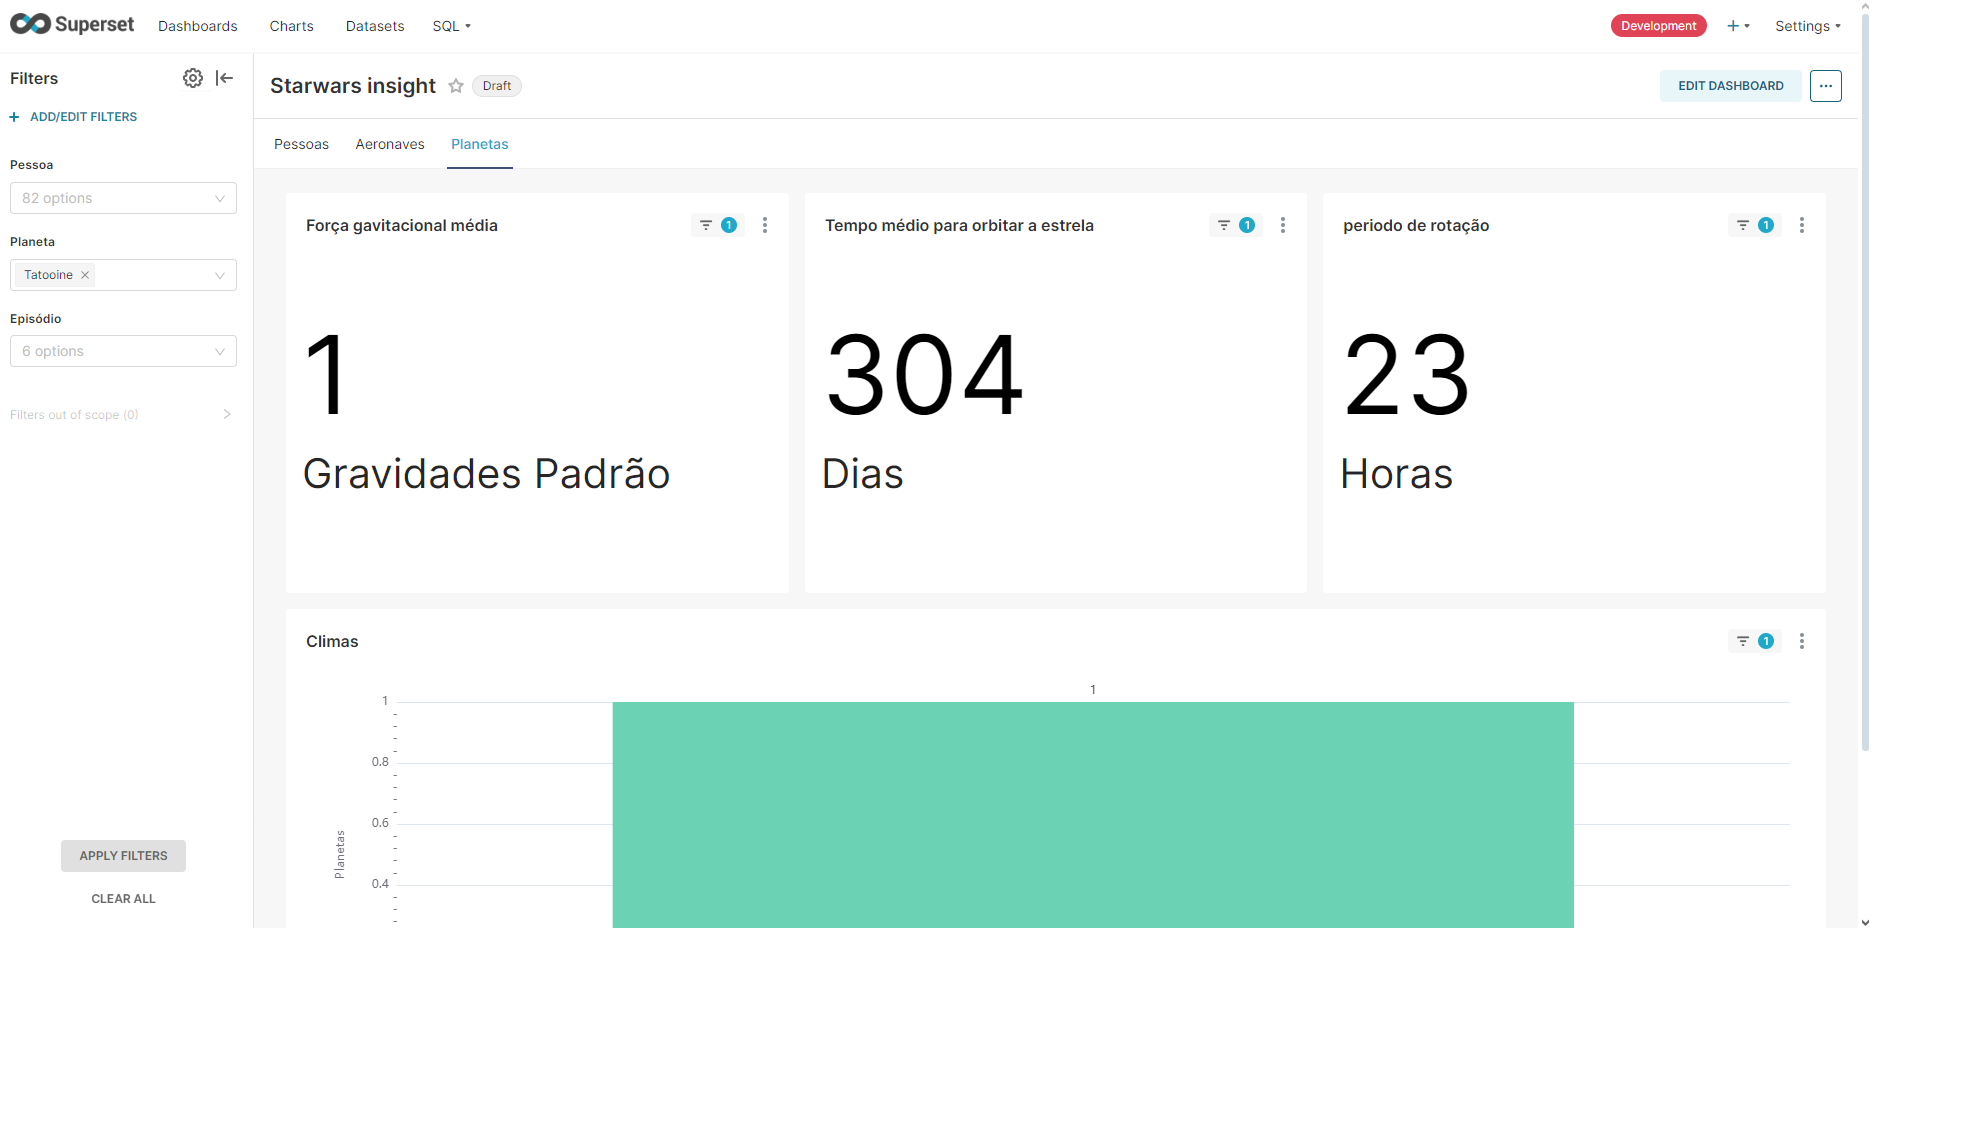 Superset Dashboards Charts Datasets SQL Development Settings
Filters
ADD/EDIT FILTERS
Pessoa
82 options
Planeta
Tatooine
Episódio
6 options
Filters out of scope (0)
APPLY FILTERS
CLEAR ALL
Starwars insight Draft EDIT DASHBOARD
Pessoas Aeronaves Planetas
Força gavitacional média 1
1
Gravidades Padrão
Tempo médio para orbitar a estrela 1
304
Dias
periodo de rotação 1
23
Horas
Climas 1
1
1
0.8
0.6
0.4
Planetas